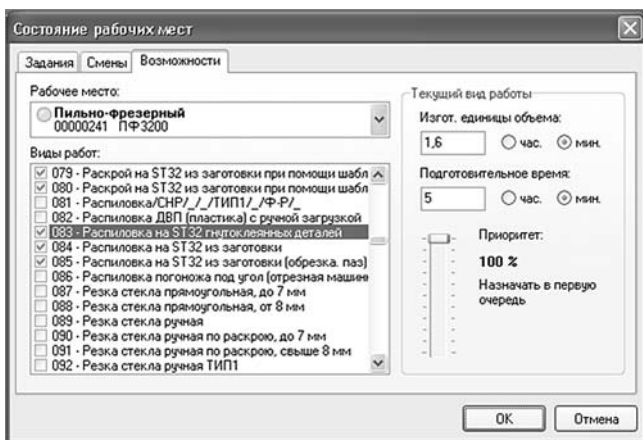 Состояние рабочих мест
Задания Смены Возможности
Рабочее место:
Пильно-фрезерный
00000241 ПФ3200
Виды работ:
079 - Раскрой на ST32 из заготовки при помощи шабл
080 - Раскрой на ST32 из заготовки при помощи шабл
081 - Распиловка/СНР/_/_/ТИП1/_/Ф-Р/_
082 - Распиловка ДВП (пластика) с ручной загрузкой
083 - Распиловка на ST32 гнутоклеянных деталей
084 - Распиловка на ST32 из заготовки
085 - Распиловка на ST32 из заготовки (обрезка. паз)
086 - Распиловка погоножа под угол (отрезная машин
087 - Резка стекла прямоугольная, до 7 мм
088 - Резка стекла прямоугольная, от 8 мм
089 - Резка стекла ручная
090 - Резка стекла ручная по раскрою, до 7 мм
091 - Резка стекла ручная по раскрою, свыше 8 мм
092 - Резка стекла ручная ТИП1
Текущий вид работы
Изгот. единицы объема:
1,6 час. мин.
Подготовительное время:
5 час. мин.
Приоритет:
100 %
Назначать в первую
очередь
OK Отмена